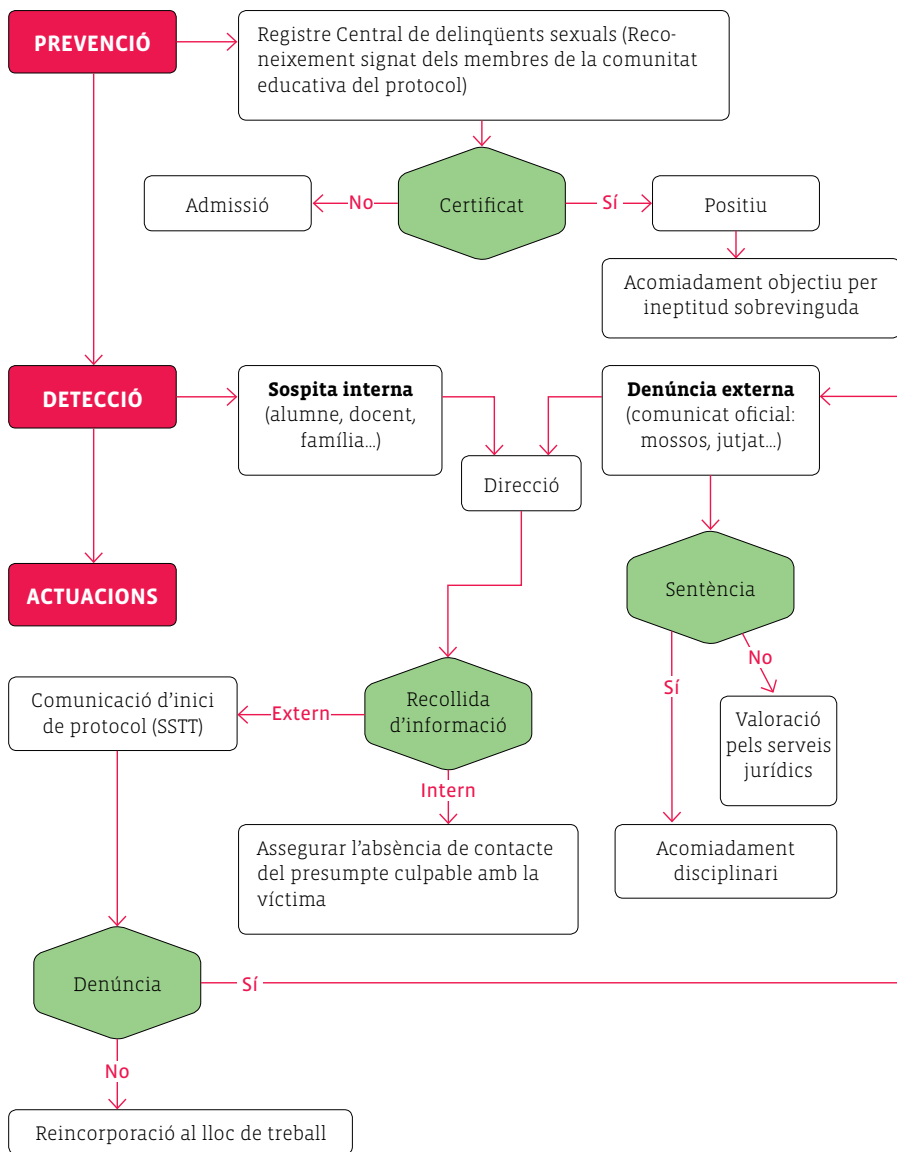 PREVENCIÓ
Registre Central de delinqüents sexuals (Reco-
neixement signat dels membres de la comunitat
educativa del protocol)
Admissió
No
Certificat
Sí
Positiu
Acomiadament objectiu per
ineptitud sobrevinguda
DETECCIÓ
Sospita interna
(alumne, docent,
família...)
Denúncia externa
(comunicat oficial:
mossos, jutjat...)
Direcció
ACTUACIONS
Sentència
No
Sí
Valoració
pels serveis
jurídics
Acomiadament
disciplinari
Recollida
d’informació
Extern
Comunicació d’inici
de protocol (SSTT)
Intern
Assegurar l’absència de contacte
del presumpte culpable amb la
víctima
Denúncia
Sí
No
Reincorporació al lloc de treball